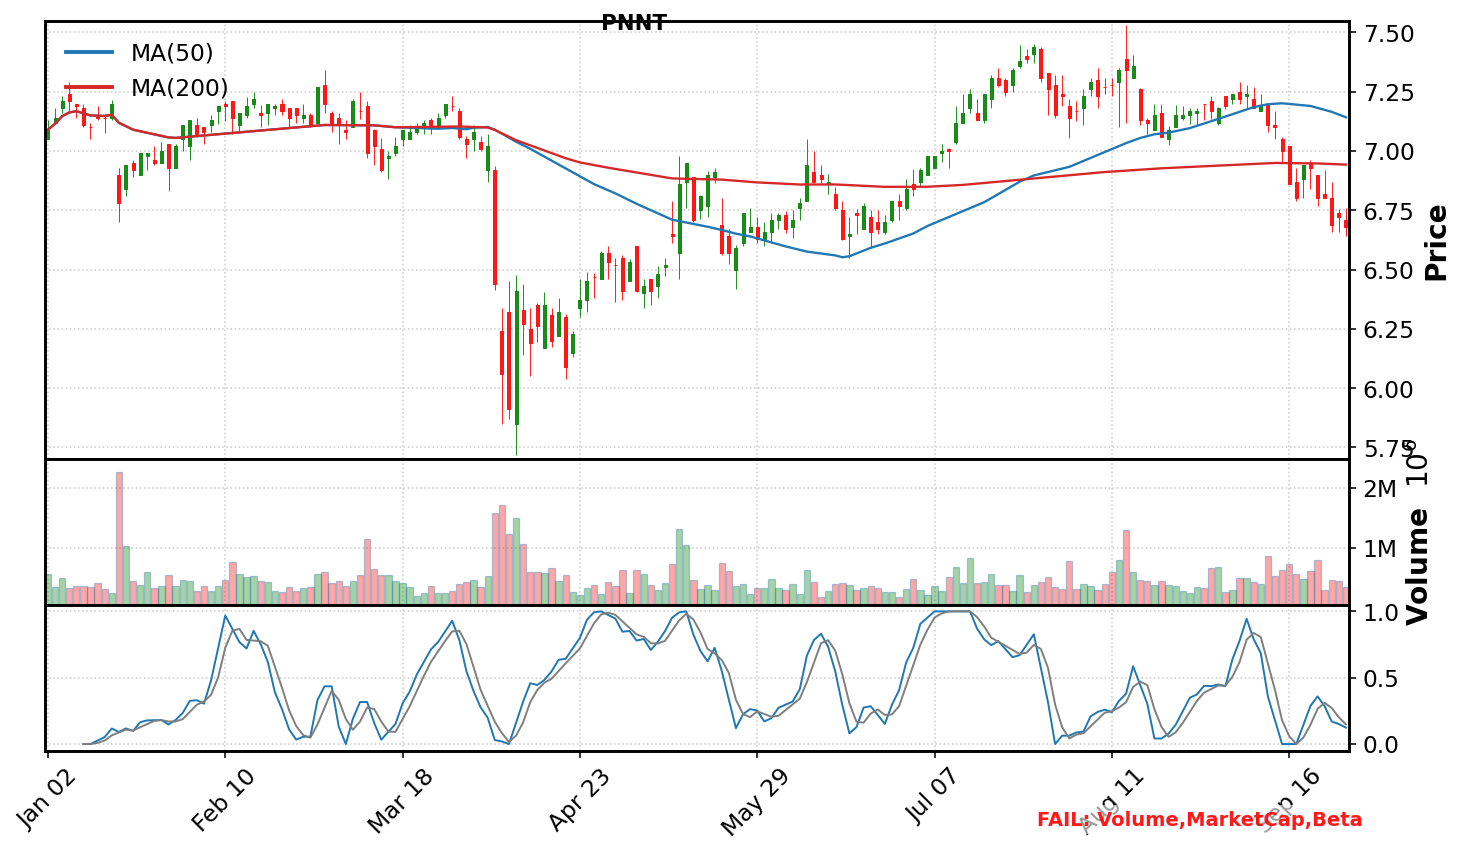 PNNT
MA(50)
MA(200)
7.50
7.25
7.00
6.75
6.50
6.25
6.00
5.75
Price
10⁶
2M
1M
Volume
1.0
0.5
0.0
Jan 02
Feb 10
Mar 18
Apr 23
May 29
Jul 07
Aug 11
Sep 16
FAIL: Volume,MarketCap,Beta